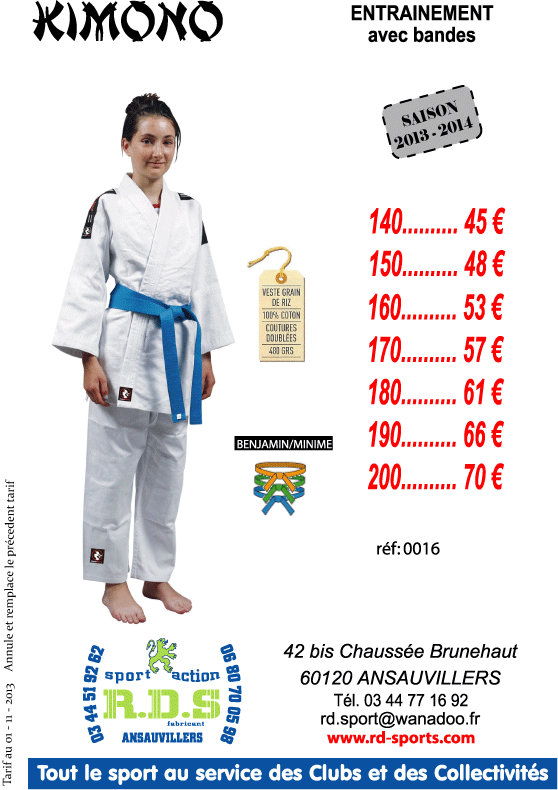 KIMONO
ENTRAINEMENT
avec bandes
SAISON
2013 - 2014
140.......... 45 €
150.......... 48 €
160.......... 53 €
170.......... 57 €
180.......... 61 €
190.......... 66 €
200.......... 70 €
VESTE GRAIN
DE RIZ
100% COTON
COUTURES
DOUBLÉES
480 GRS
BENJAMIN/MINIME
réf: 0016
Tarif au 01 - 11 - 2013 Annule et remplace le précedent tarif
03 44 51 92 62
sport action
R.D.S
fabricant
ANSAUVILLERS
06 80 70 05 98
42 bis Chaussée Brunehaut
60120 ANSAUVILLERS
Tél. 03 44 77 16 92
rd.sport@wanadoo.fr
www.rd-sports.com
Tout le sport au service des Clubs et des Collectivités